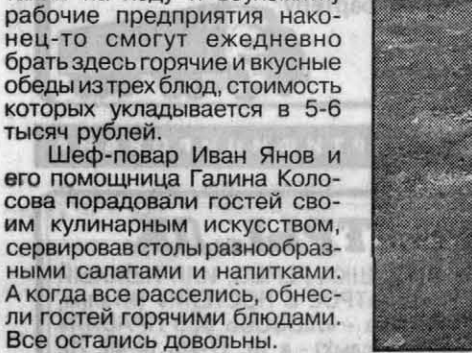 рабочие предприятия нако-
нец-то смогут ежедневно
брать здесь горячие и вкусные
обеды из трех блюд, стоимость
которых укладывается в 5-6
тысяч рублей.
Шеф-повар Иван Янов и
его помощница Галина Коло-
сова порадовали гостей сво-
им кулинарным искусством,
сервировав столы разнообраз-
ными салатами и напитками.
А когда все расселись, обнес-
ли гостей горячими блюдами.
Все остались довольны.